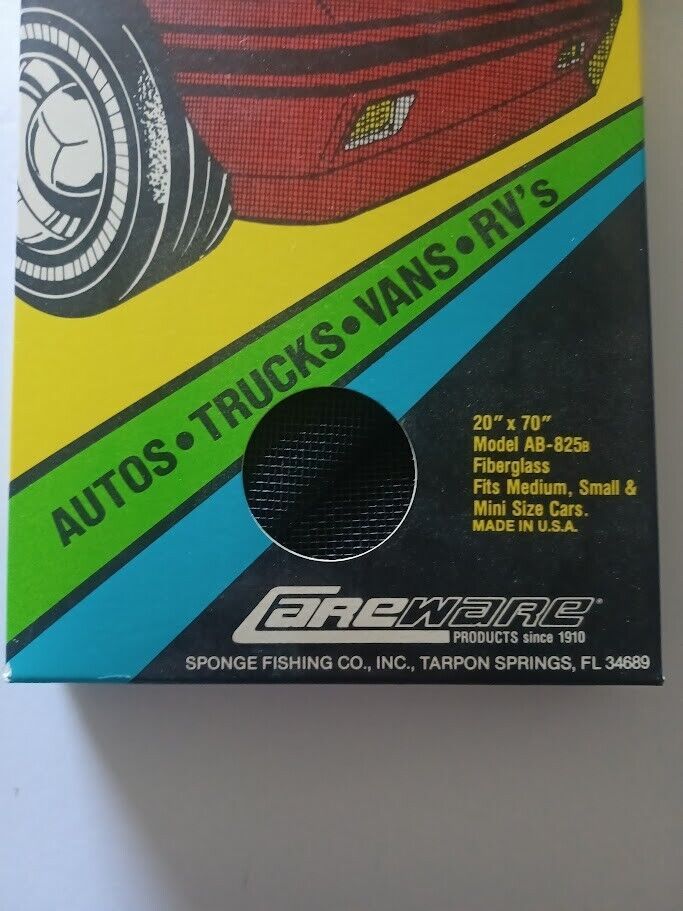 AUTOS • TRUCKS • VANS • RV's
20" x 70"
Model AB-825B
Fiberglass
Fits Medium, Small &
Mini Size Cars.
MADE IN U.S.A.
Careware®
PRODUCTS since 1910
SPONGE FISHING CO., INC., TARPON SPRINGS, FL 34689